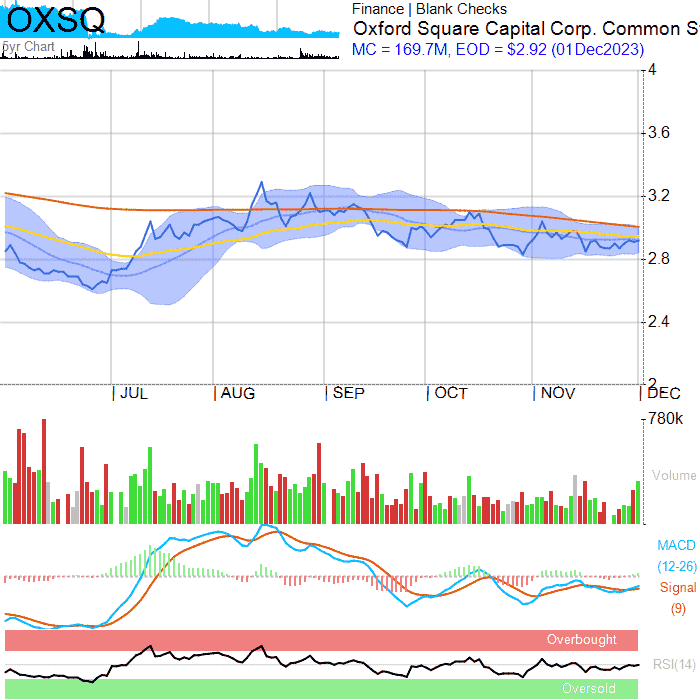 OXSQ
5yr Chart
Finance | Blank Checks
Oxford Square Capital Corp. Common S
MC = 169.7M, EOD = $2.92 (01Dec2023)
4
3.6
3.2
2.8
2.4
2
JUL AUG SEP OCT NOV DEC
780k
Volume
MACD
(12-26)
Signal
(9)
Overbought
RSI(14)
Oversold